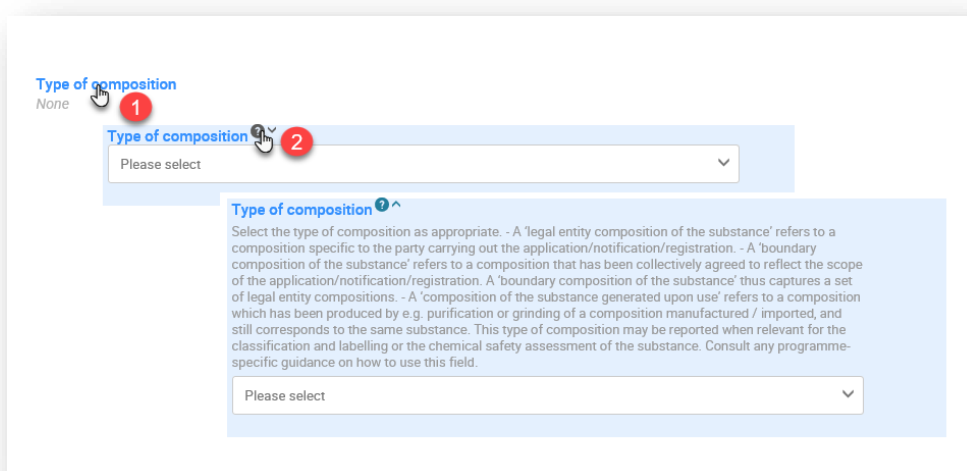 Type of composition
None
1
Type of composition ?
2
Please select
Type of composition ?
Select the type of composition as appropriate. - A 'legal entity composition of the substance' refers to a
composition specific to the party carrying out the application/notification/registration. - A 'boundary
composition of the substance' refers to a composition that has been collectively agreed to reflect the scope
of the application/notification/registration. A 'boundary composition of the substance' thus captures a set
of legal entity compositions. - A 'composition of the substance generated upon use' refers to a composition
which has been produced by e.g. purification or grinding of a composition manufactured / imported, and
still corresponds to the same substance. This type of composition may be reported when relevant for the
classification and labelling or the chemical safety assessment of the substance. Consult any programme-
specific guidance on how to use this field.
Please select